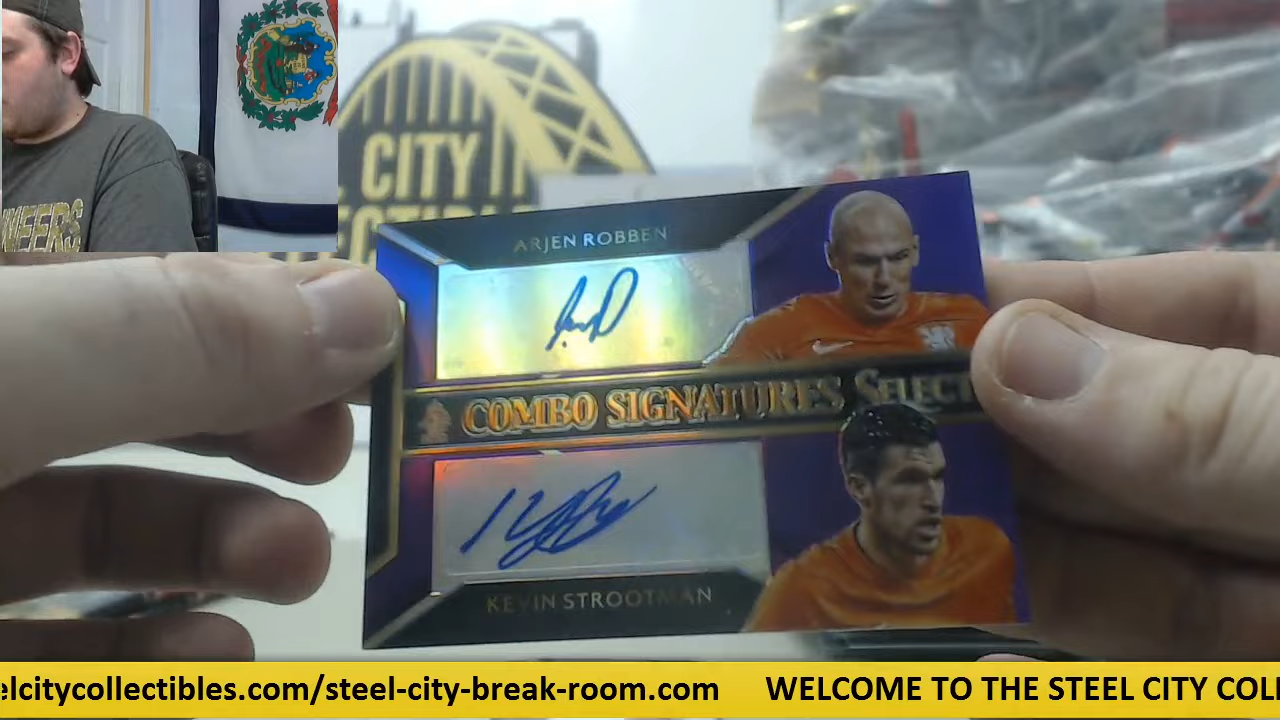 CITY
ARJEN ROBBEN
COMBO SIGNATURES SELECT
KEVIN STROOTMAN
elcitycollectibles.com/steel-city-break-room.com WELCOME TO THE STEEL CITY COL